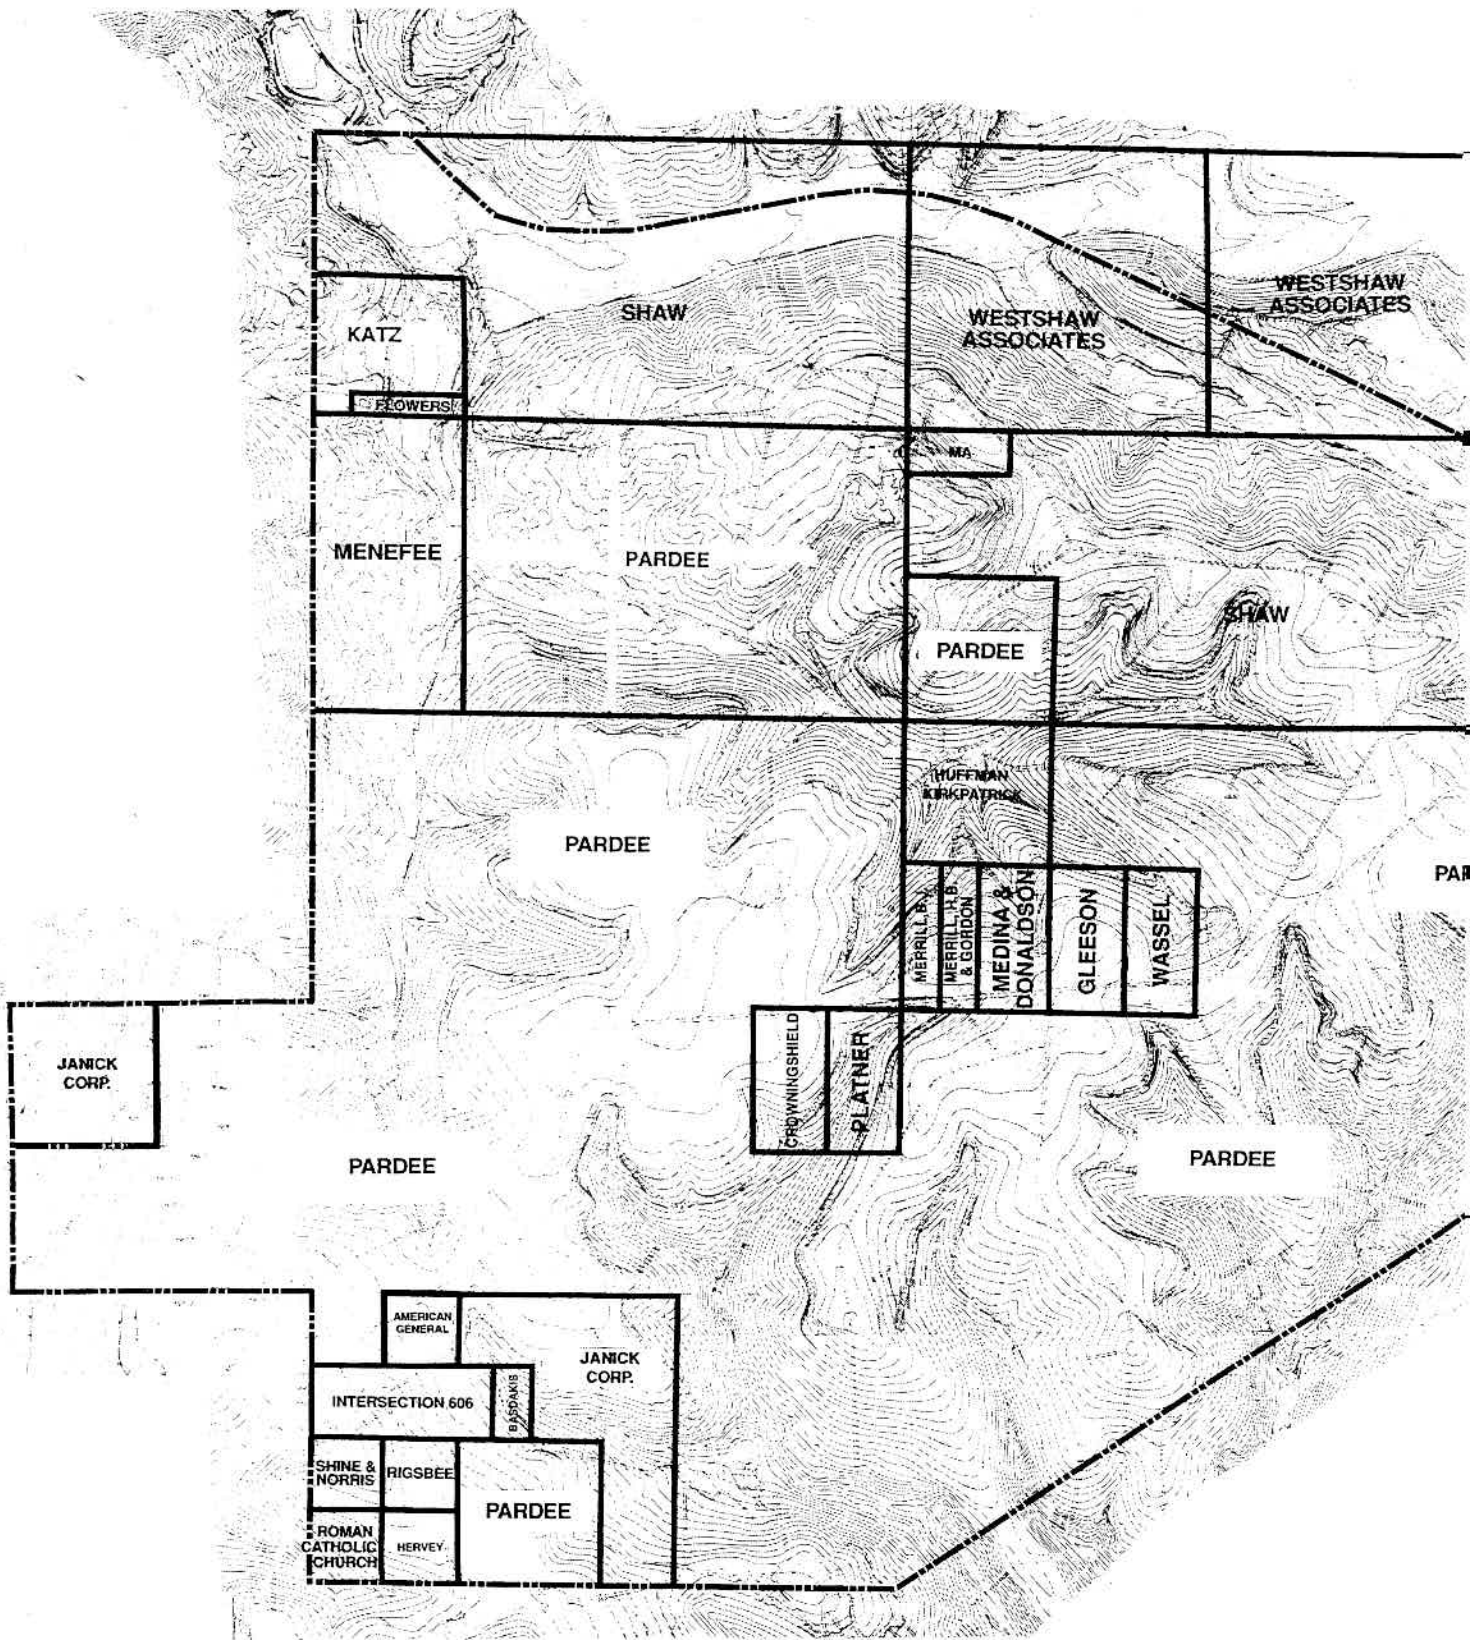 SHAW
WESTSHAW
ASSOCIATES
WESTSHAW
ASSOCIATES
KATZ
FLOWERS
MA
MENEFEE
PARDEE
SHAW
PARDEE
HUFFMAN
KIRKPATRICK
PARDEE
MERRILL, B.
MERRILL, H.B.
& GORDON
MEDINA &
DONALDSON
GLEESON
WASSEL
JANICK
CORP.
CROWNINGSHIELD
PLATNER
PARDEE
PARDEE
AMERICAN
GENERAL
JANICK
CORP.
INTERSECTION 606
BASDAKIS
SHINE &
NORRIS
RIGSBEE
PARDEE
ROMAN
CATHOLIC
CHURCH
HERVEY